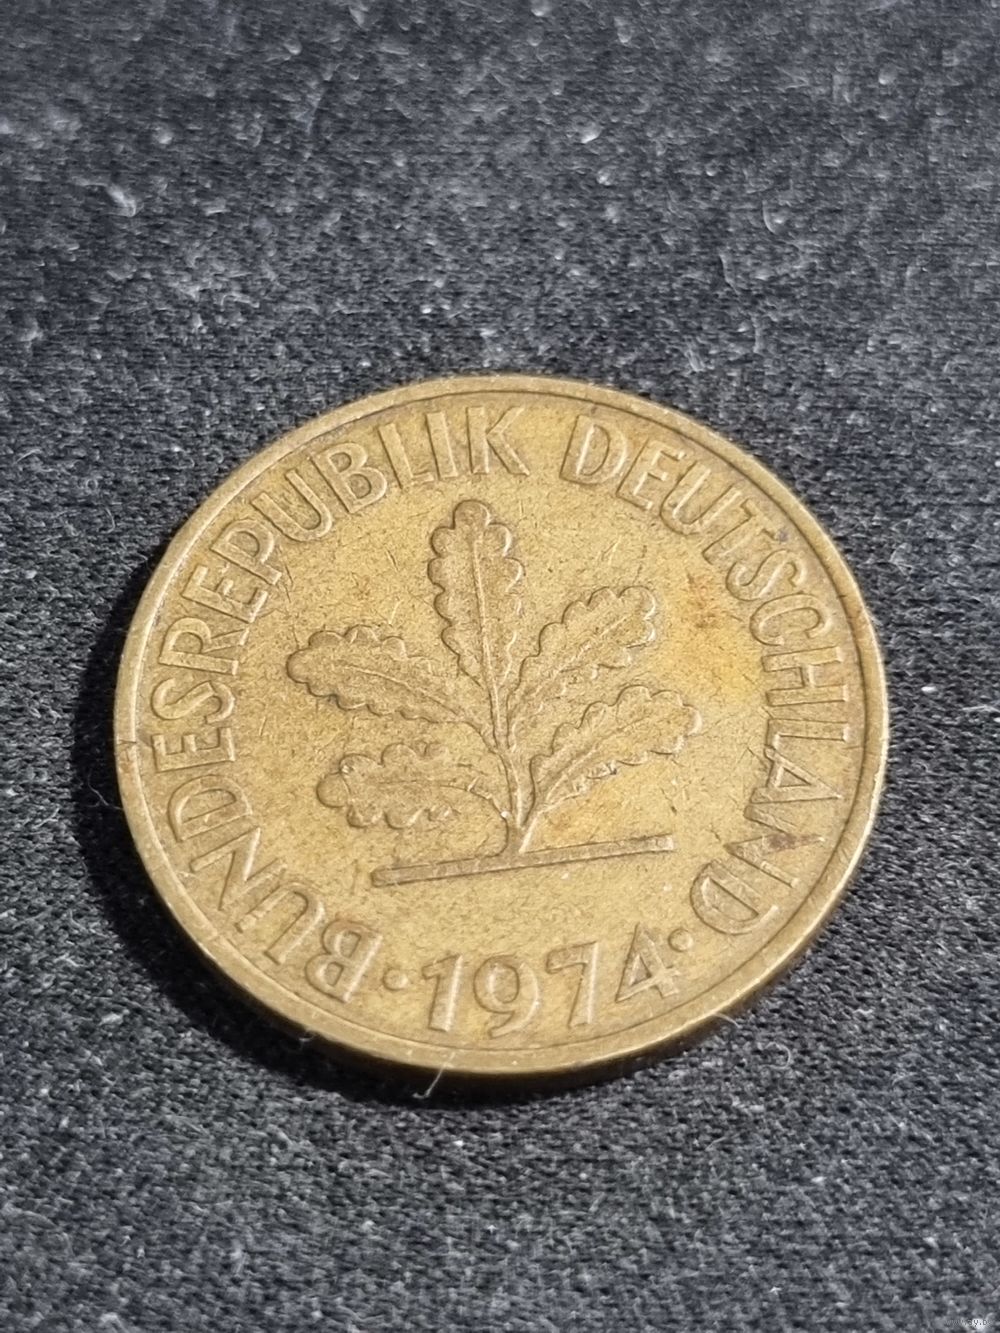 BUNDESREPUBLIK DEUTSCHLAND
· 1974 ·